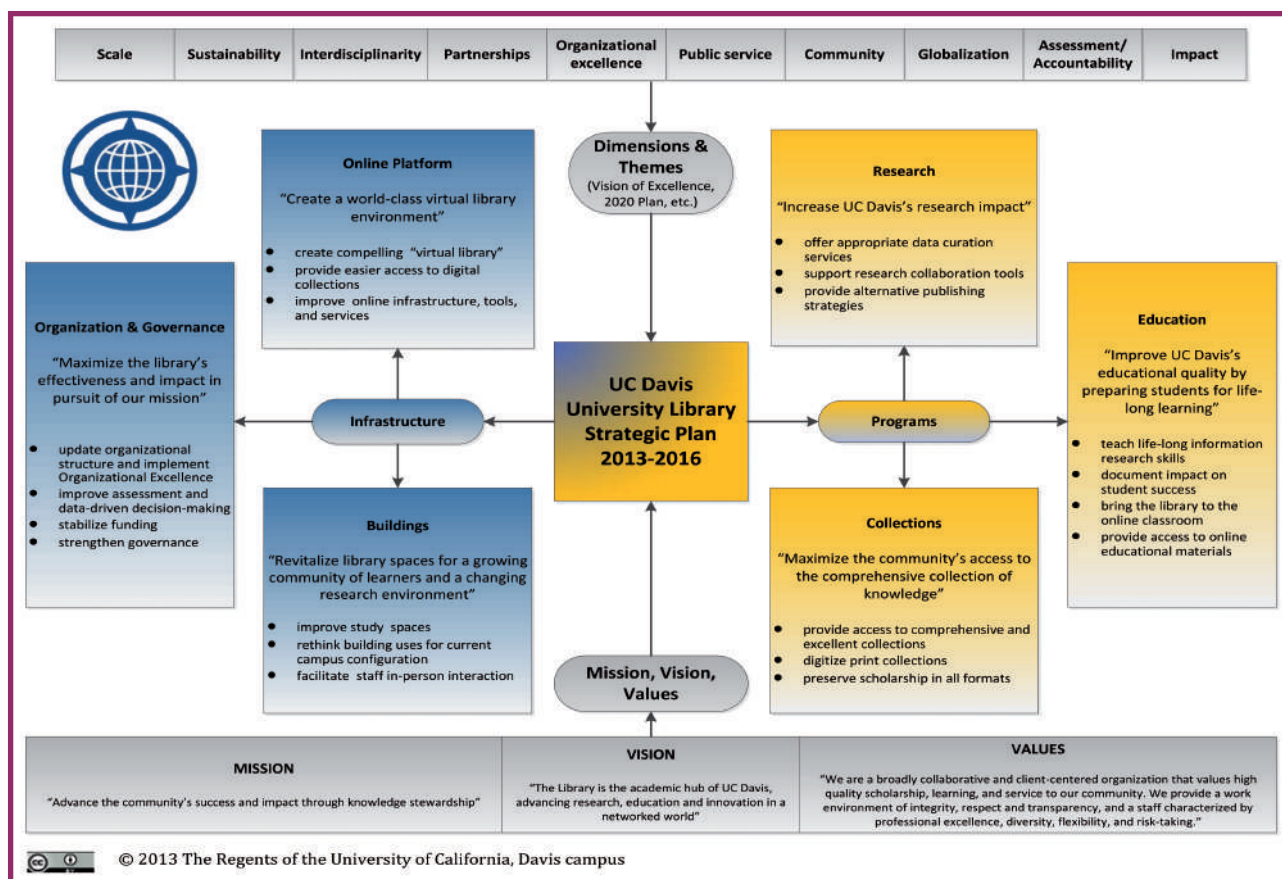 Scale
Sustainability
Interdisciplinarity
Partnerships
Organizational
excellence
Public service
Community
Globalization
Assessment/
Accountability
Impact
Dimensions &
Themes
(Vision of Excellence,
2020 Plan, etc.)
Online Platform
“Create a world-class virtual library
environment”
● create compelling “virtual library”
● provide easier access to digital
collections
● improve online infrastructure, tools,
and services
Research
“Increase UC Davis’s research impact”
● offer appropriate data curation
services
● support research collaboration tools
● provide alternative publishing
strategies
Organization & Governance
“Maximize the library’s
effectiveness and impact in
pursuit of our mission”
● update organizational
structure and implement
Organizational Excellence
● improve assessment and
data-driven decision-making
● stabilize funding
● strengthen governance
Infrastructure
UC Davis
University Library
Strategic Plan
2013-2016
Programs
Education
“Improve UC Davis’s
educational quality by
preparing students for life-
long learning”
● teach life-long information
research skills
● document impact on
student success
● bring the library to the
online classroom
● provide access to online
educational materials
Buildings
“Revitalize library spaces for a growing
community of learners and a changing
research environment”
● improve study spaces
● rethink building uses for current
campus configuration
● facilitate staff in-person interaction
Collections
“Maximize the community’s access to
the comprehensive collection of
knowledge”
● provide access to comprehensive and
excellent collections
● digitize print collections
● preserve scholarship in all formats
Mission, Vision,
Values
MISSION
“Advance the community’s success and impact through knowledge stewardship”
VISION
“The Library is the academic hub of UC Davis,
advancing research, education and innovation in a
networked world”
VALUES
“We are a broadly collaborative and client-centered organization that values high
quality scholarship, learning, and service to our community. We provide a work
environment of integrity, respect and transparency, and a staff characterized by
professional excellence, diversity, flexibility, and risk-taking.”
cc
© 2013 The Regents of the University of California, Davis campus